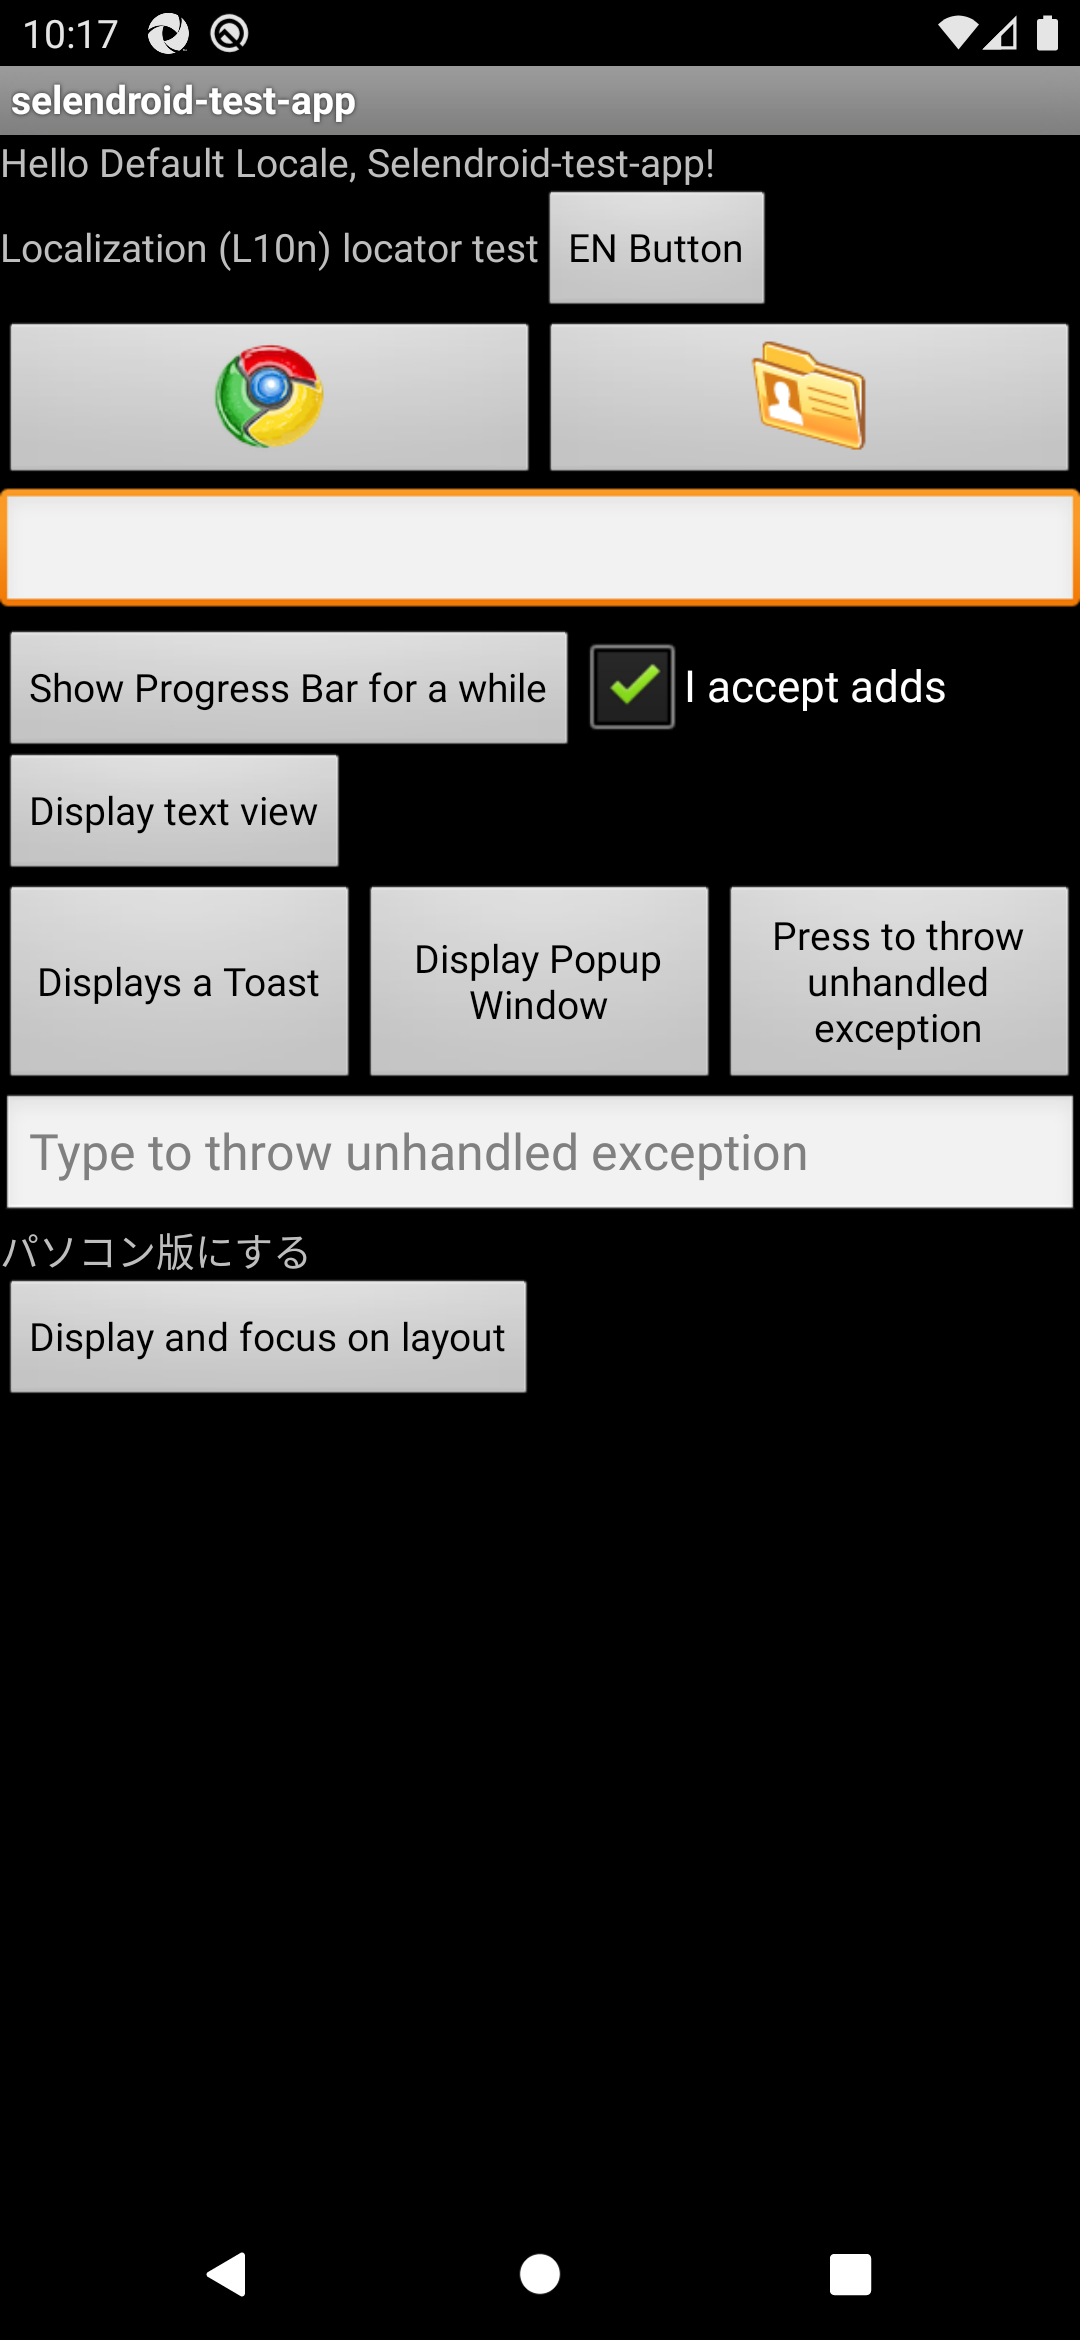 10:17
selendroid-test-app
Hello Default Locale, Selendroid-test-app!
Localization (L10n) locator test
EN Button
Show Progress Bar for a while
I accept adds
Display text view
Displays a Toast
Display Popup
Window
Press to throw
unhandled
exception
Type to throw unhandled exception
パソコン版にする
Display and focus on layout